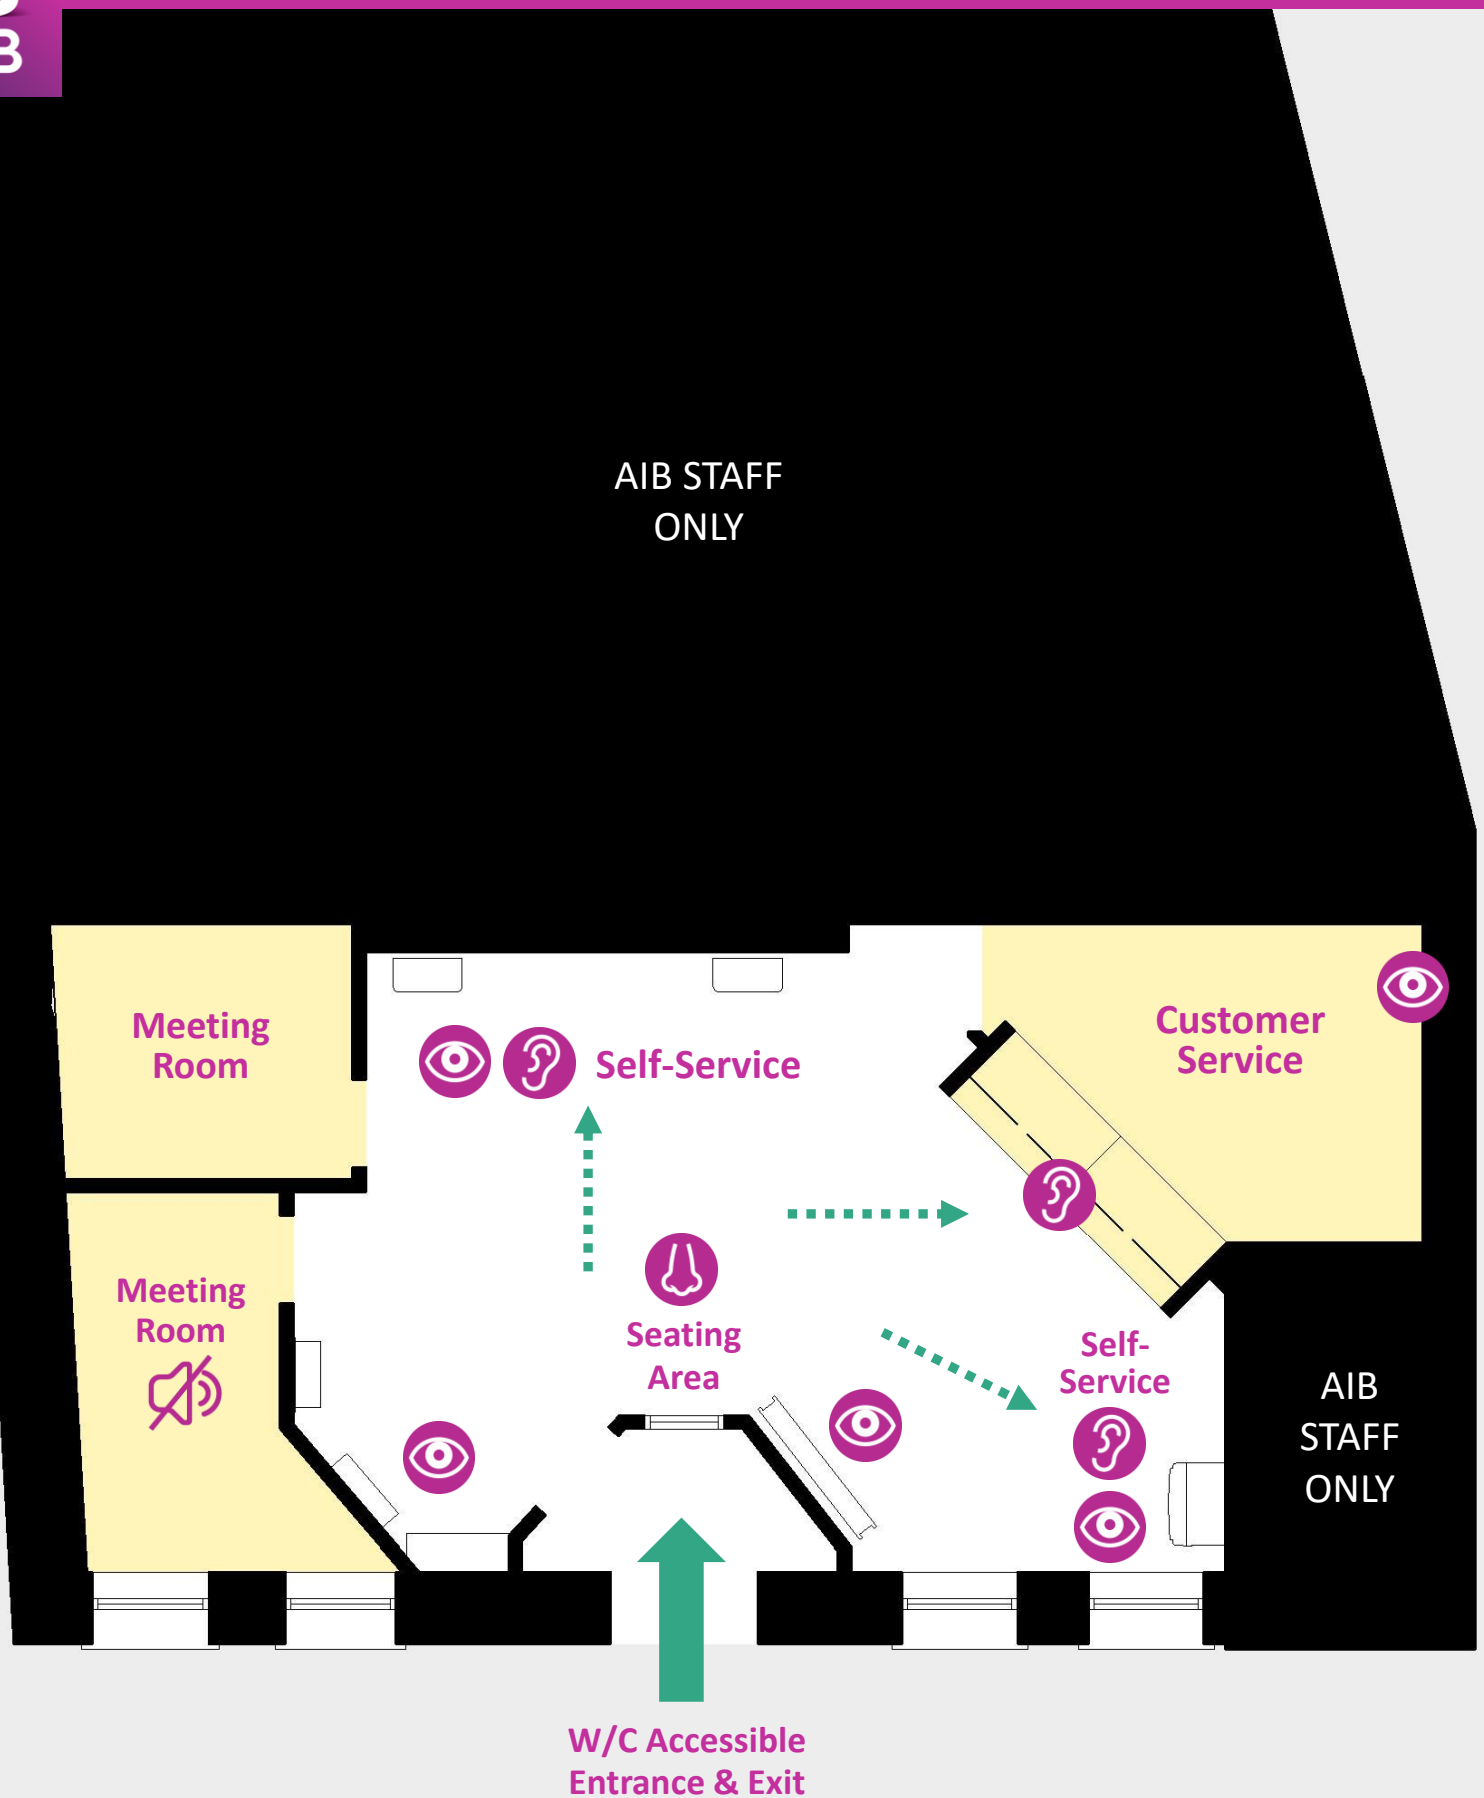 B
AIB STAFF
ONLY
Meeting
Room
Customer
Service
Self-Service
Meeting
Room
Seating
Area
Self-
Service
AIB
STAFF
ONLY
W/C Accessible
Entrance & Exit